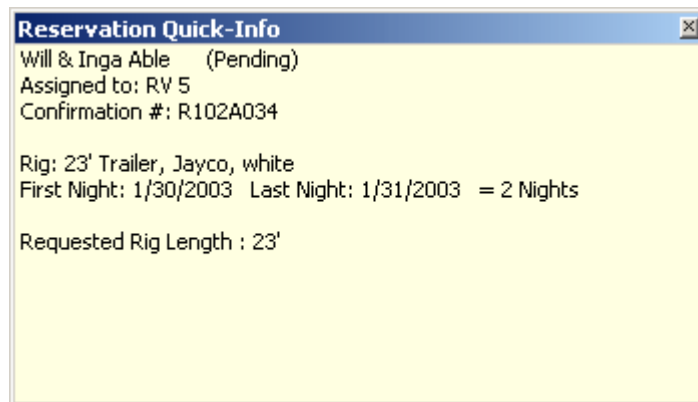 Reservation Quick-Info
Will & Inga Able (Pending)
Assigned to: RV 5
Confirmation #: R102A034
Rig: 23' Trailer, Jayco, white
First Night: 1/30/2003 Last Night: 1/31/2003 = 2 Nights
Requested Rig Length : 23'